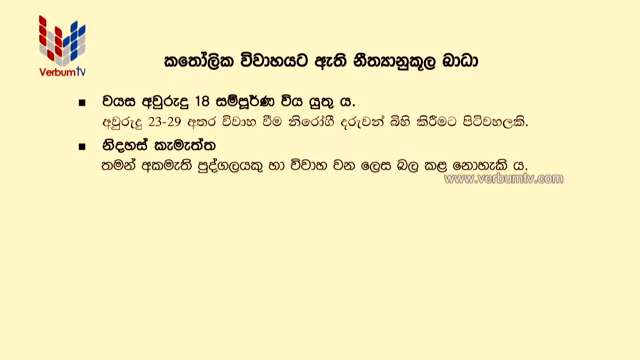 VerbumTV
කතෝලික විවාහයට ඇති නීත්‍යානුකූල බාධා
■ වයස අවුරුදු 18 සම්පූර්ණ විය යුතු ය.
අවුරුදු 23-29 අතර විවාහ වීම නිරෝගී දරුවන් බිහි කිරීමට පිටිවහලකි.
■ නිදහස් කැමැත්ත
තමන් අකමැති පුද්ගලයකු හා විවාහ වන ලෙස බල කළ නොහැකි ය.
www.verbumtv.com